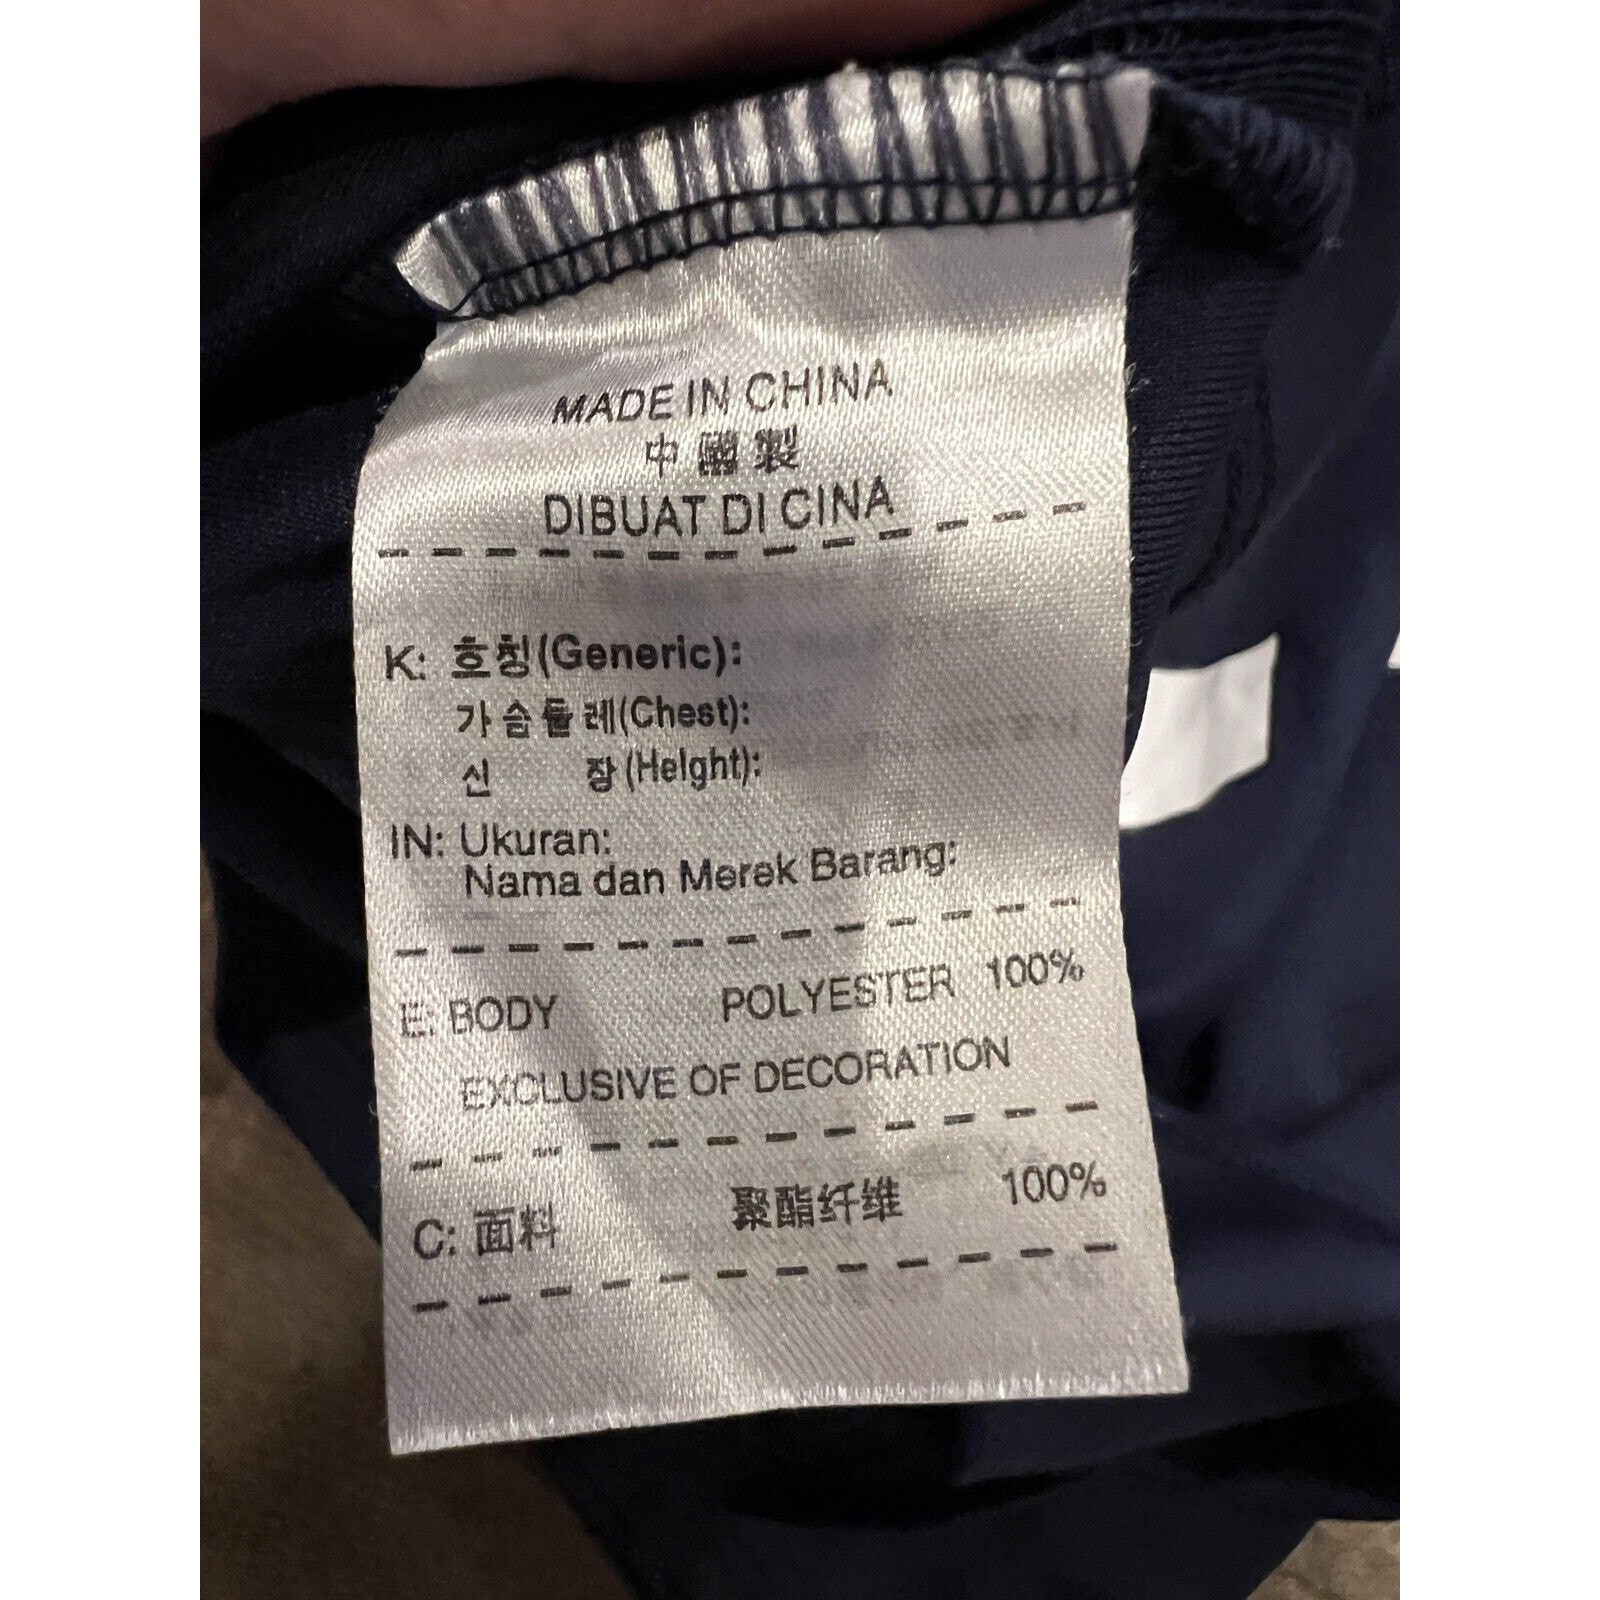 MADE IN CHINA
中國製
DIBUAT DI CINA
K: 호칭(Generic):
가슴둘레(Chest):
신 장(Height):
IN: Ukuran:
Nama dan Merek Barang:
E: BODY POLYESTER 100%
EXCLUSIVE OF DECORATION
C: 面料 聚酯纤维 100%